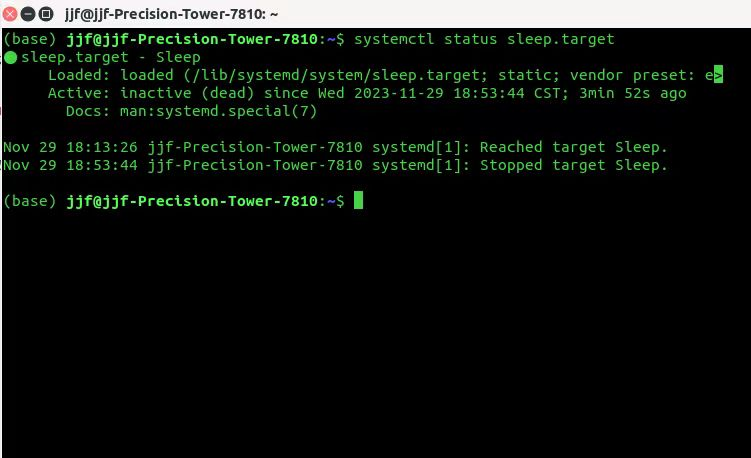 jjf@jjf-Precision-Tower-7810: ~
(base) jjf@jjf-Precision-Tower-7810:~$ systemctl status sleep.target
●sleep.target - Sleep
Loaded: loaded (/lib/systemd/system/sleep.target; static; vendor preset: e>
Active: inactive (dead) since Wed 2023-11-29 18:53:44 CST; 3min 52s ago
Docs: man:systemd.special(7)
Nov 29 18:13:26 jjf-Precision-Tower-7810 systemd[1]: Reached target Sleep.
Nov 29 18:53:44 jjf-Precision-Tower-7810 systemd[1]: Stopped target Sleep.
(base) jjf@jjf-Precision-Tower-7810:~$